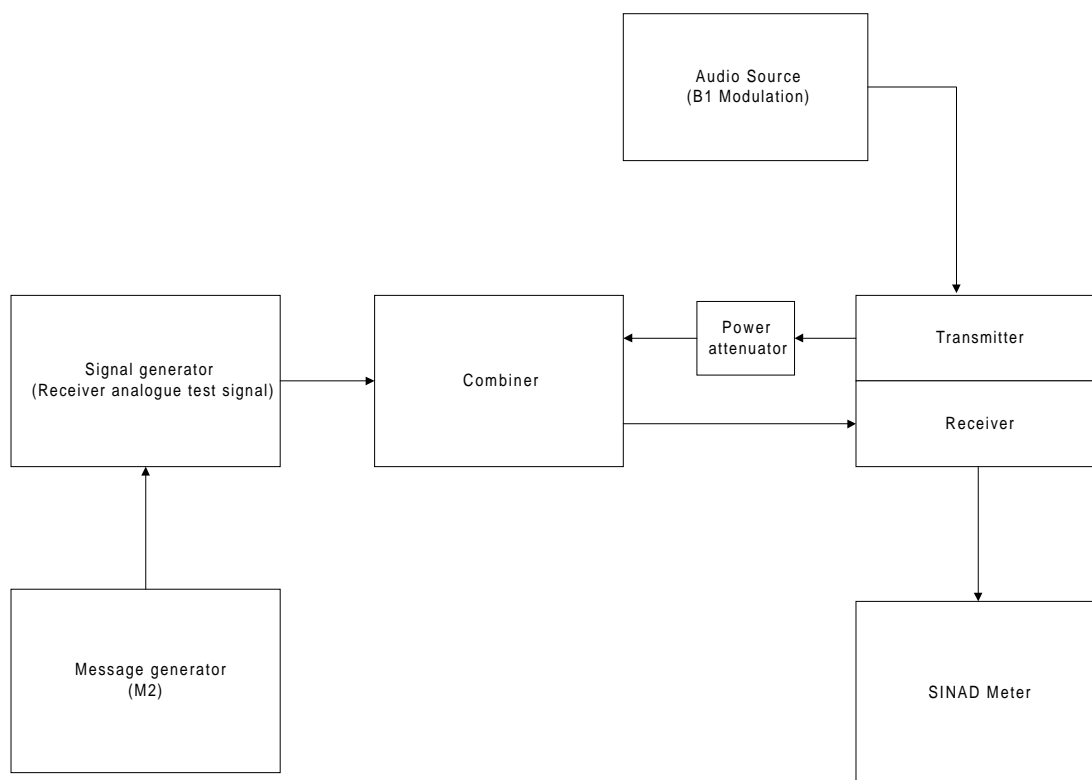 Audio Source
(B1 Modulation)
Power
attenuator
Transmitter
Signal generator
(Receiver analogue test signal)
Combiner
Receiver
Message generator
(M2)
SINAD Meter